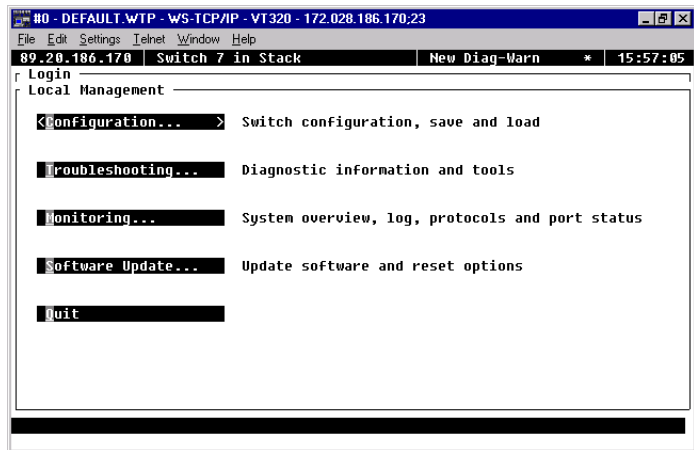 #0 - DEFAULT.WTP - WS-TCP/IP - VT320 - 172.028.186.170;23
File Edit Settings Telnet Window Help
89.20.186.170 Switch 7 in Stack New Diag-Warn * 15:57:05
Login
Local Management
<Configuration... > Switch configuration, save and load
Troubleshooting... Diagnostic information and tools
Monitoring... System overview, log, protocols and port status
Software Update... Update software and reset options
Quit